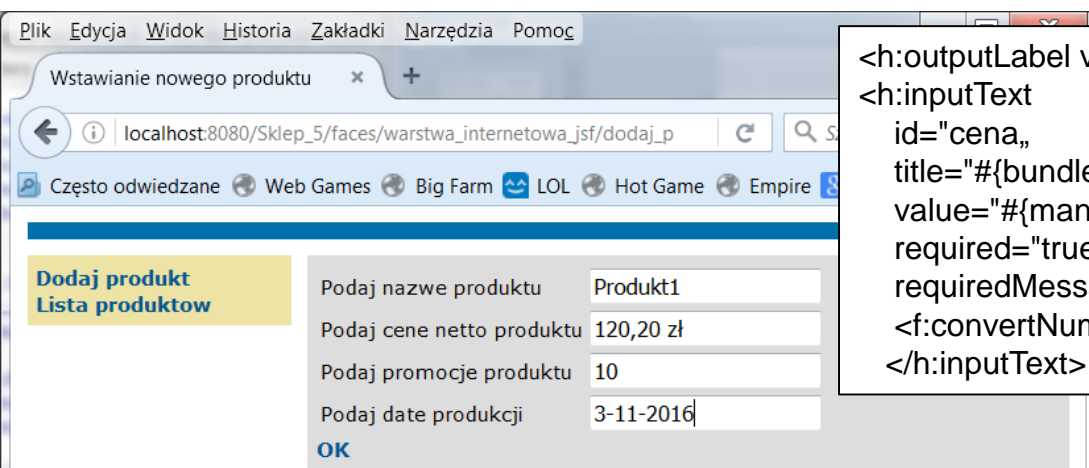 Plik Edycja Widok Historia Zakładki Narzędzia Pomoc
Wstawianie nowego produktu × +
localhost:8080/Sklep_5/faces/warstwa_internetowa_jsf/dodaj_p
Często odwiedzane Web Games Big Farm LOL Hot Game Empire
Dodaj produkt
Lista produktow
Podaj nazwe produktu Produkt1
Podaj cene netto produktu 120,20 zł
Podaj promocje produktu 10
Podaj date produkcji 3-11-2016
OK
<h:outputLabel v
<h:inputText
id="cena„
title="#{bundle
value="#{man
required="true
requiredMess
<f:convertNum
</h:inputText>